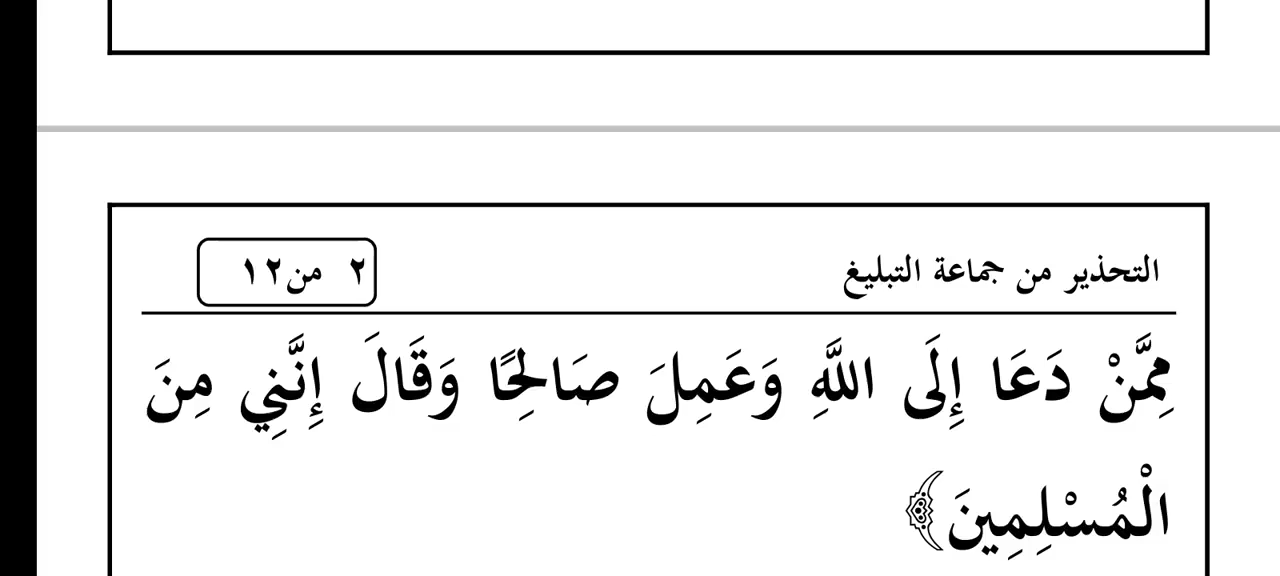 التحذير من جماعة التبليغ ٢ من١٢
مِمَّنْ دَعَا إِلَى اللَّهِ وَعَمِلَ صَالِحًا وَقَالَ إِنَّنِي مِنَ
الْمُسْلِمِينَ﴾